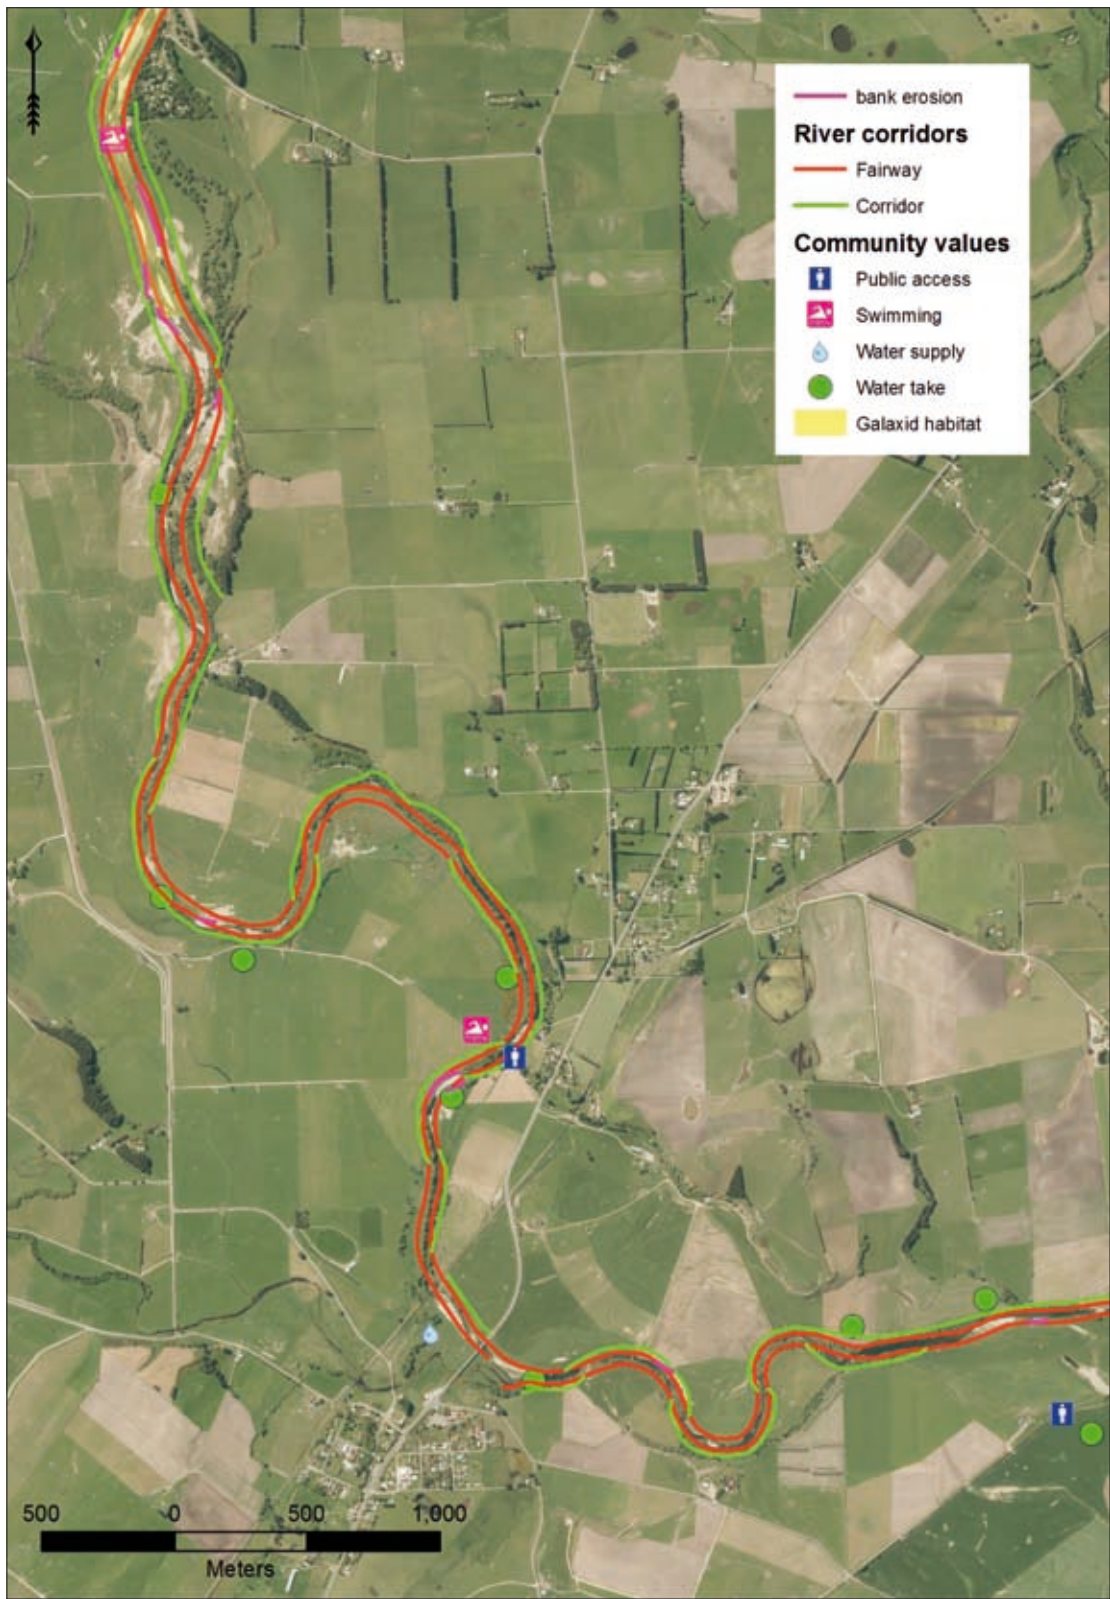 bank erosion
River corridors
Fairway
Corridor
Community values
Public access
Swimming
Water supply
Water take
Galaxid habitat
500 0 500 1,000
Meters